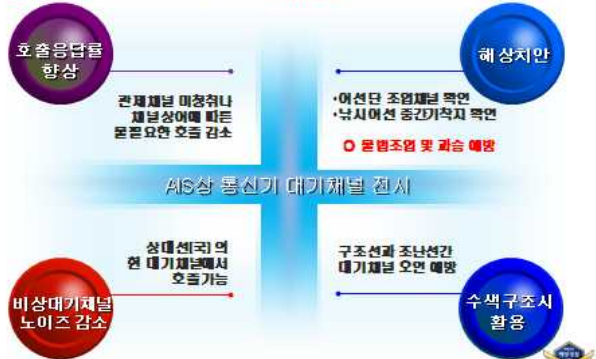 호출응답률
향상
관제채널 미청취나
채널상이에 따른
불필요한 호출 감소
해상치안
•어선단 조업채널 확인
•낚시어선 중간기착지 확인
불법조업 및 과승 예방
AIS상 통신기 대기채널 전시
비상대기채널
노이즈 감소
상대선(국)의
현 대기채널에서
호출가능
구조선과 조난선간
대기채널 오인 예방
수색구조시
활용